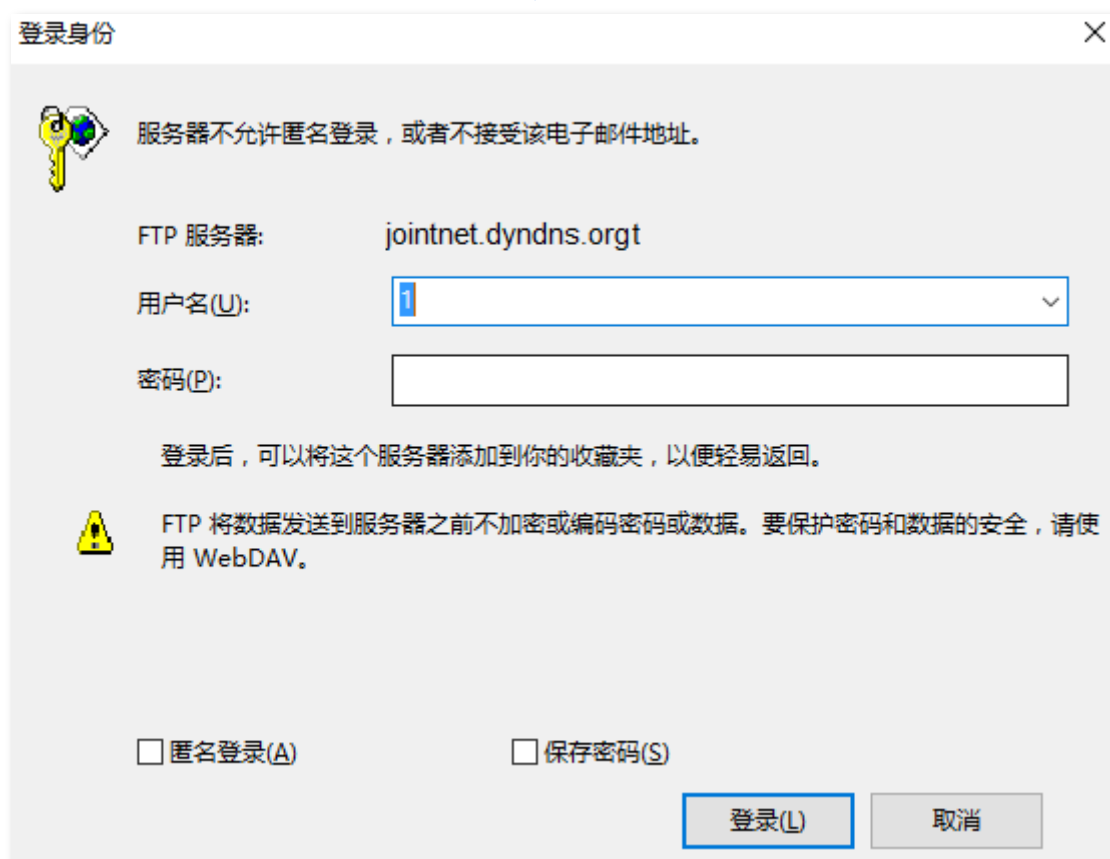 登录身份
服务器不允许匿名登录，或者不接受该电子邮件地址。
FTP 服务器: jointnet.dyndns.orgt
用户名(U): 1
密码(P):
登录后，可以将这个服务器添加到你的收藏夹，以便轻易返回。
FTP 将数据发送到服务器之前不加密或编码密码或数据。要保护密码和数据的安全，请使
用 WebDAV。
匿名登录(A) 保存密码(S)
登录(L) 取消